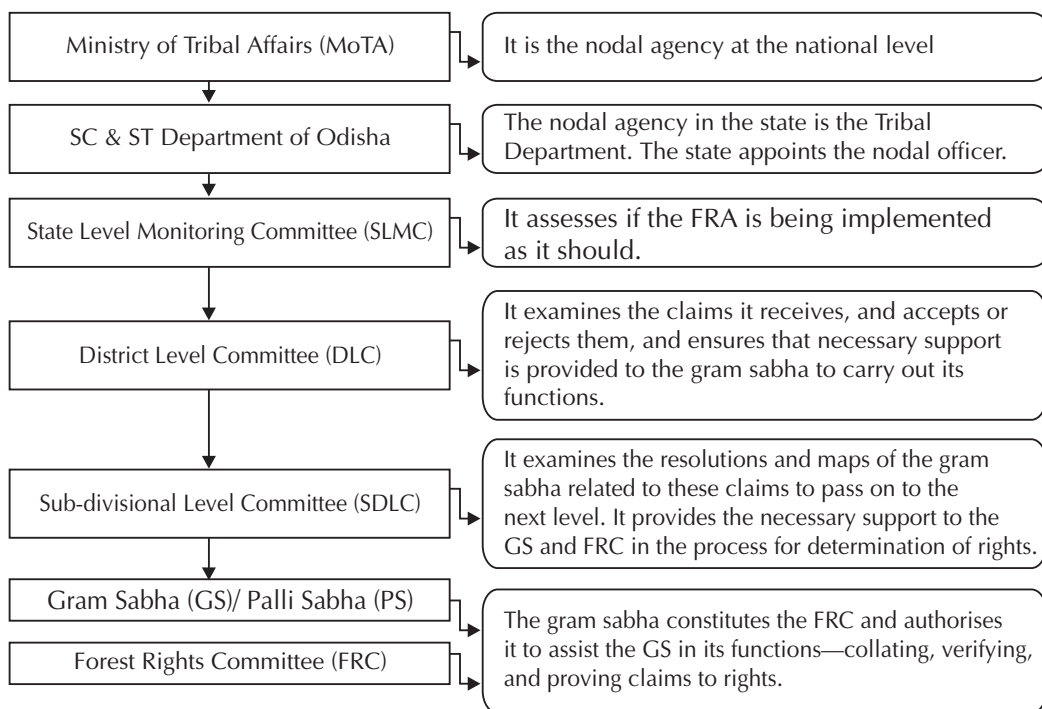 Ministry of Tribal Affairs (MoTA)
It is the nodal agency at the national level
SC & ST Department of Odisha
The nodal agency in the state is the Tribal
Department. The state appoints the nodal officer.
State Level Monitoring Committee (SLMC)
It assesses if the FRA is being implemented
as it should.
District Level Committee (DLC)
It examines the claims it receives, and accepts or
rejects them, and ensures that necessary support
is provided to the gram sabha to carry out its
functions.
Sub-divisional Level Committee (SDLC)
It examines the resolutions and maps of the gram
sabha related to these claims to pass on to the
next level. It provides the necessary support to the
GS and FRC in the process for determination of rights.
Gram Sabha (GS)/ Palli Sabha (PS)
Forest Rights Committee (FRC)
The gram sabha constitutes the FRC and authorises
it to assist the GS in its functions—collating, verifying,
and proving claims to rights.